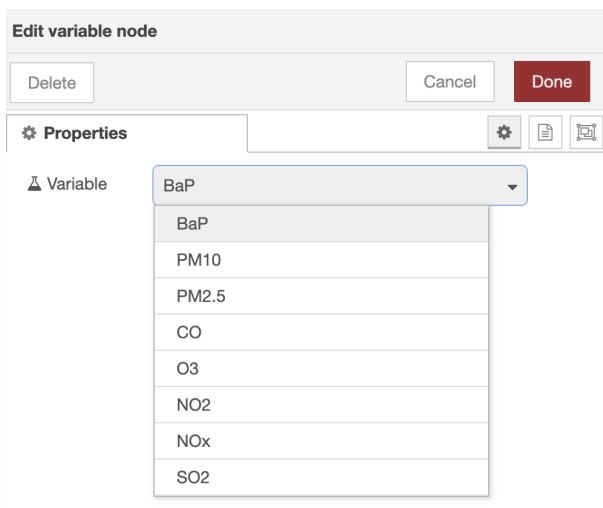 Edit variable node
Delete
Cancel
Done
Properties
Variable
BaP
BaP
PM10
PM2.5
CO
O3
NO2
NOx
SO2